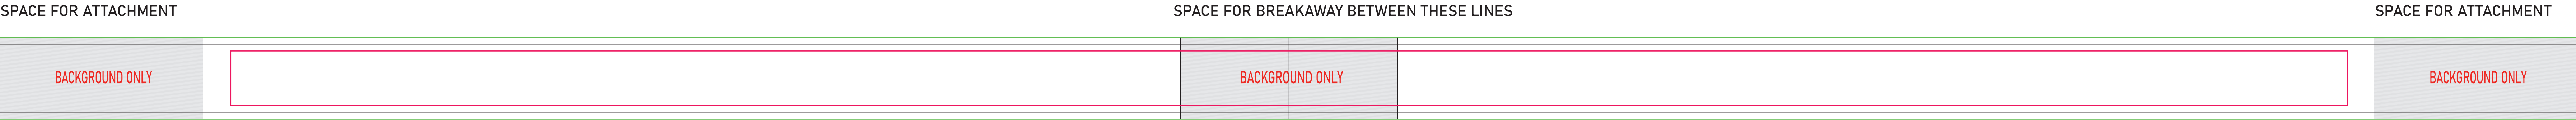 SPACE FOR ATTACHMENT
SPACE FOR BREAKAWAY BETWEEN THESE LINES
SPACE FOR ATTACHMENT
BACKGROUND ONLY
BACKGROUND ONLY
BACKGROUND ONLY